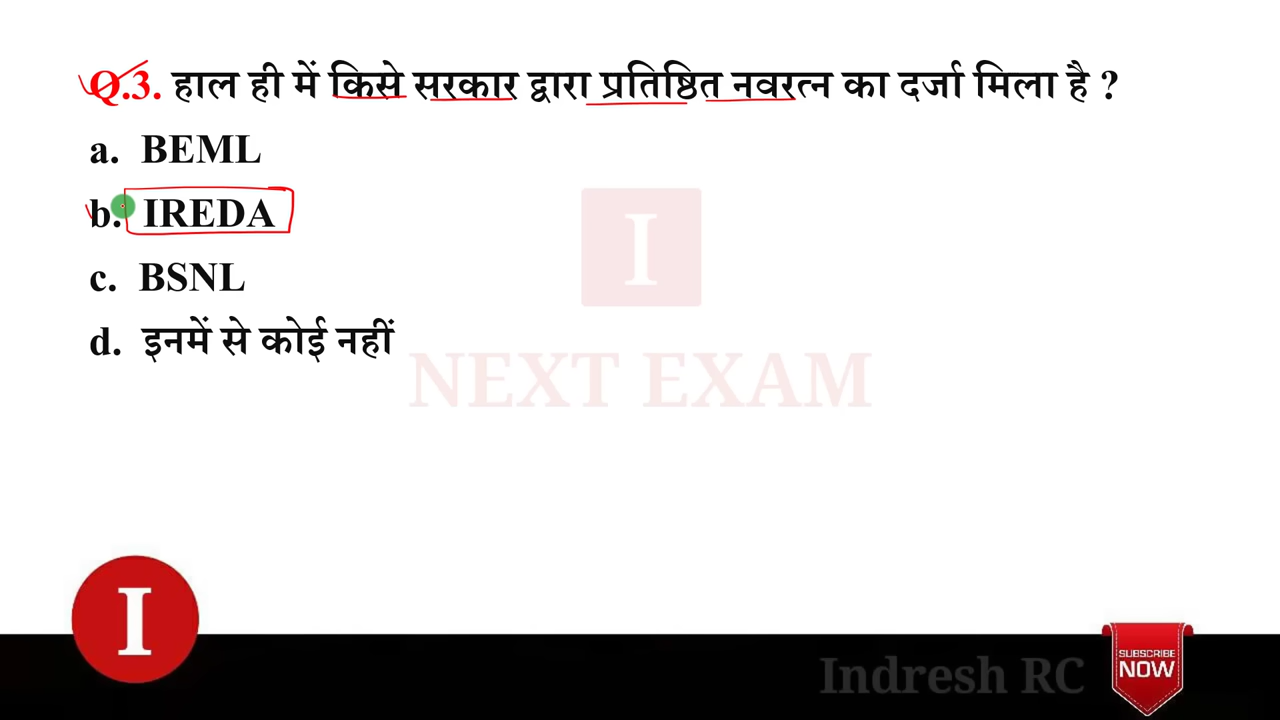 Q.3. हाल ही में किसे सरकार द्वारा प्रतिष्ठित नवरत्न का दर्जा मिला है ?
a. BEML
b. IREDA
c. BSNL
d. इनमें से कोई नहीं
I
NEXT EXAM
I
Indresh RC
SUBSCRIBE
NOW